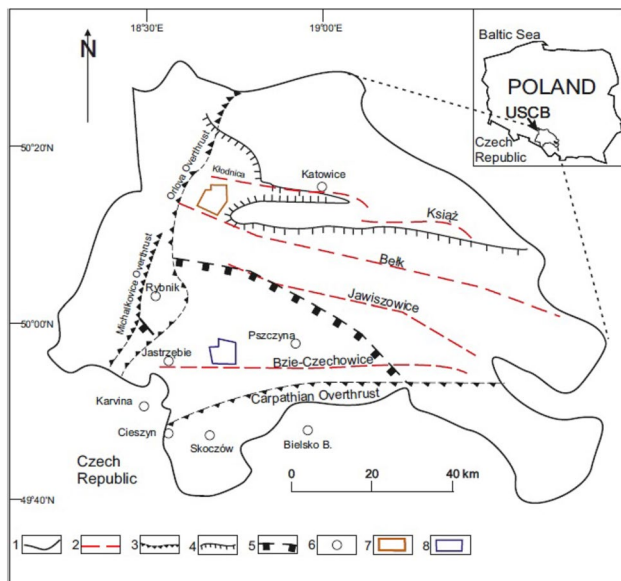 18°30'E
19°00'E
N
Baltic Sea
POLAND
USCB
Czech
Republic
50°20'
Orlova Overthrust
Kłodnica
Katowice
Książ
Bełk
Michalkovice Overthrust
Rybnik
Jawiszowice
50°00'
Pszczyna
Jastrzębie
Bzie-Czechowice
Carpathian Overthrust
Karvina
Cieszyn
Skoczów
Bielsko B.
Czech
Republic
0 20 40 km
49°40'N
1 2 3 4 5 6 7 8